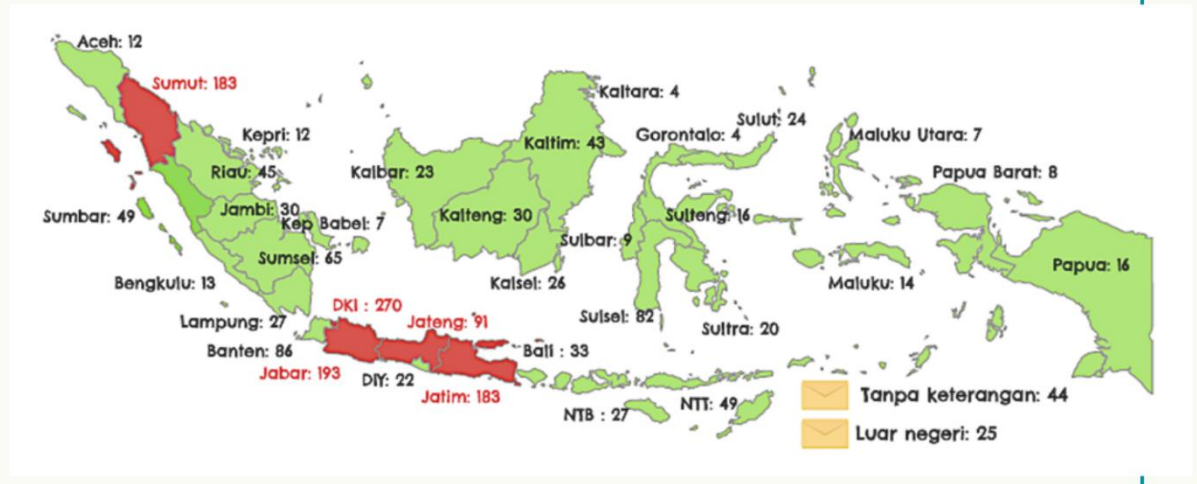 Aceh: 12
Sumut: 183
Kaltara: 4
Sulut: 24
Kepri: 12
Kaltim: 43
Gorontalo: 4
Maluku Utara: 7
Riau: 45
Kalbar: 23
Papua Barat: 8
Sumbar: 49
Jambi: 30
Kep Babel: 7
Kalteng: 30
Sulteng: 16
Sulbar: 9
Sumsel: 65
Papua: 16
Bengkulu: 13
Kalsel: 26
Maluku: 14
DKI : 270
Lampung: 27
Jateng: 91
Sulsel: 82
Sultra: 20
Banten: 86
Bali : 33
Jabar: 193
DIY: 22
Jatim: 183
NTB : 27
NTT: 49
Tanpa keterangan: 44
Luar negeri: 25